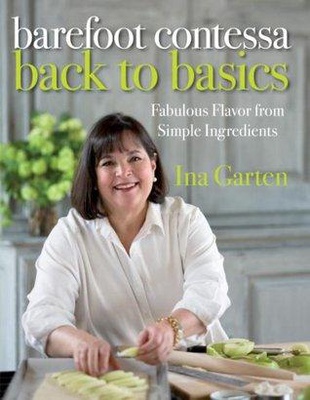 barefoot contessa
back to basics
Fabulous Flavor from
Simple Ingredients
Ina Garten